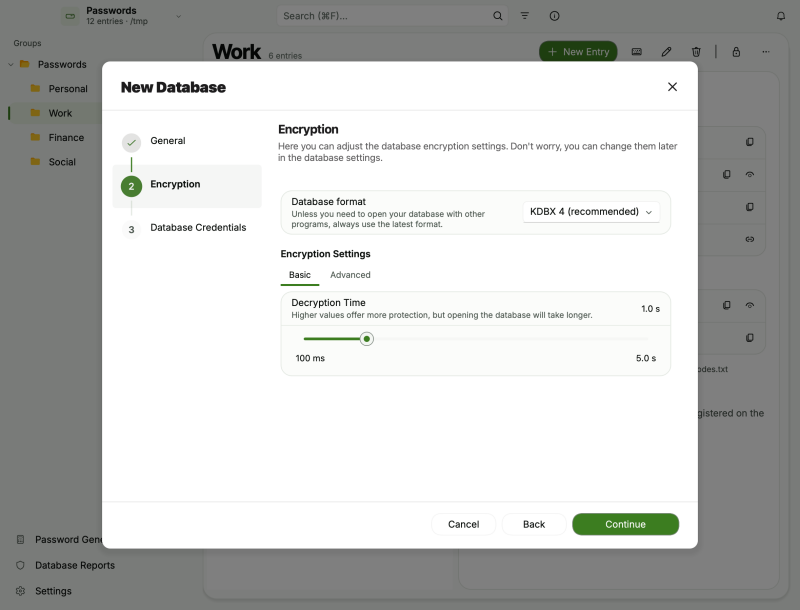 Passwords
12 entries · /tmp
Search (⌘F)...
Groups
Passwords
Personal
Work
Finance
Social
Work
6 entries
New Entry
New Database
General
2
Encryption
3
Database Credentials
Encryption
Here you can adjust the database encryption settings. Don't worry, you can change them later
in the database settings.
Database format
Unless you need to open your database with other
programs, always use the latest format.
KDBX 4 (recommended)
Encryption Settings
Basic
Advanced
Decryption Time
Higher values offer more protection, but opening the database will take longer.
1.0 s
100 ms
5.0 s
odes.txt
gistered on the
Cancel
Back
Continue
Password Gene
Database Reports
Settings